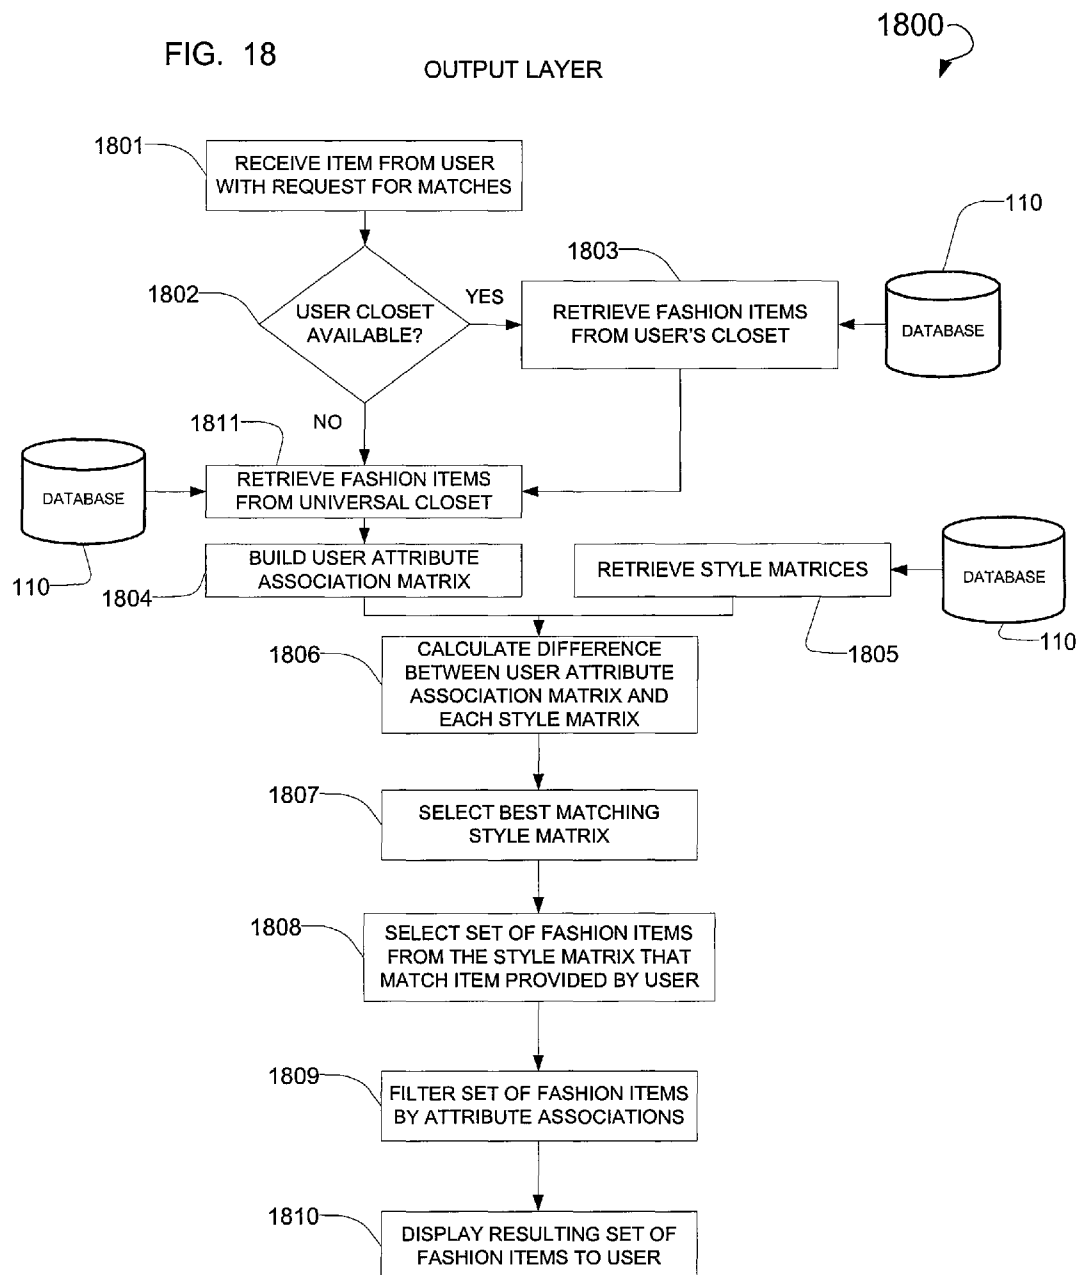 FIG. 18
1800
OUTPUT LAYER
1801
RECEIVE ITEM FROM USER
WITH REQUEST FOR MATCHES
110
1803
1802
USER CLOSET
AVAILABLE?
YES
RETRIEVE FASHION ITEMS
FROM USER'S CLOSET
DATABASE
NO
1811
DATABASE
RETRIEVE FASHION ITEMS
FROM UNIVERSAL CLOSET
110
1804
BUILD USER ATTRIBUTE
ASSOCIATION MATRIX
RETRIEVE STYLE MATRICES
DATABASE
1805
110
1806
CALCULATE DIFFERENCE
BETWEEN USER ATTRIBUTE
ASSOCIATION MATRIX AND
EACH STYLE MATRIX
1807
SELECT BEST MATCHING
STYLE MATRIX
1808
SELECT SET OF FASHION ITEMS
FROM THE STYLE MATRIX THAT
MATCH ITEM PROVIDED BY USER
1809
FILTER SET OF FASHION ITEMS
BY ATTRIBUTE ASSOCIATIONS
1810
DISPLAY RESULTING SET OF
FASHION ITEMS TO USER